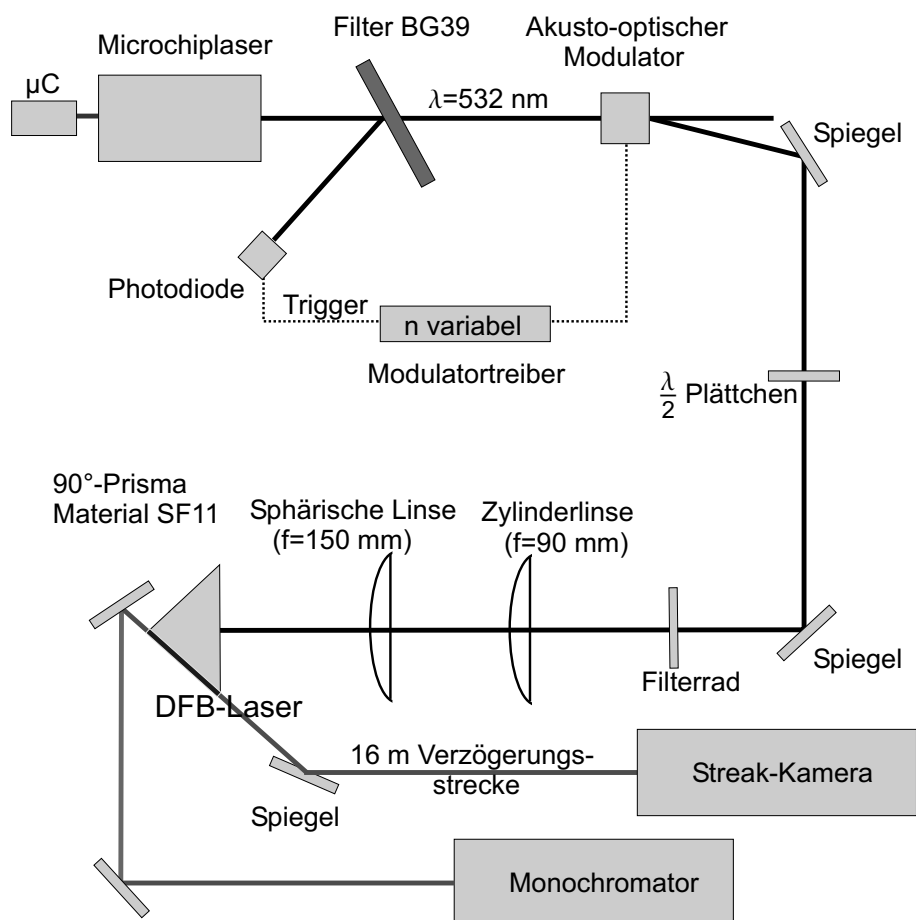 Filter BG39
Akusto-optischer
Modulator
Microchiplaser
µC
λ=532 nm
Spiegel
Photodiode
Trigger
n variabel
Modulatortreiber
λ/2 Plättchen
90°-Prisma
Material SF11
Sphärische Linse
(f=150 mm)
Zylinderlinse
(f=90 mm)
Spiegel
Filterrad
DFB-Laser
16 m Verzögerungs-
strecke
Streak-Kamera
Spiegel
Monochromator